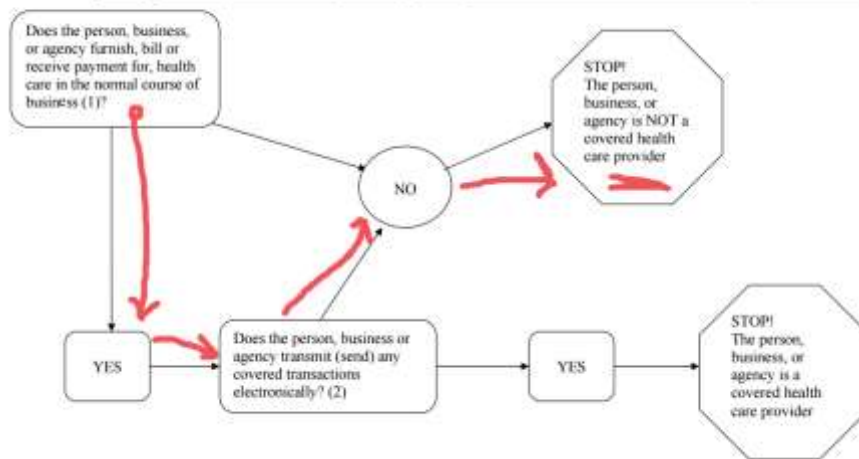 Does the person, business,
or agency furnish, bill or
receive payment for, health
care in the normal course of
business (1)?
STOP!
The person,
business, or
agency is NOT a
covered health
care provider
NO
YES
Does the person, business or
agency transmit (send) any
covered transactions
electronically? (2)
YES
STOP!
The person,
business, or
agency is a
covered health
care provider